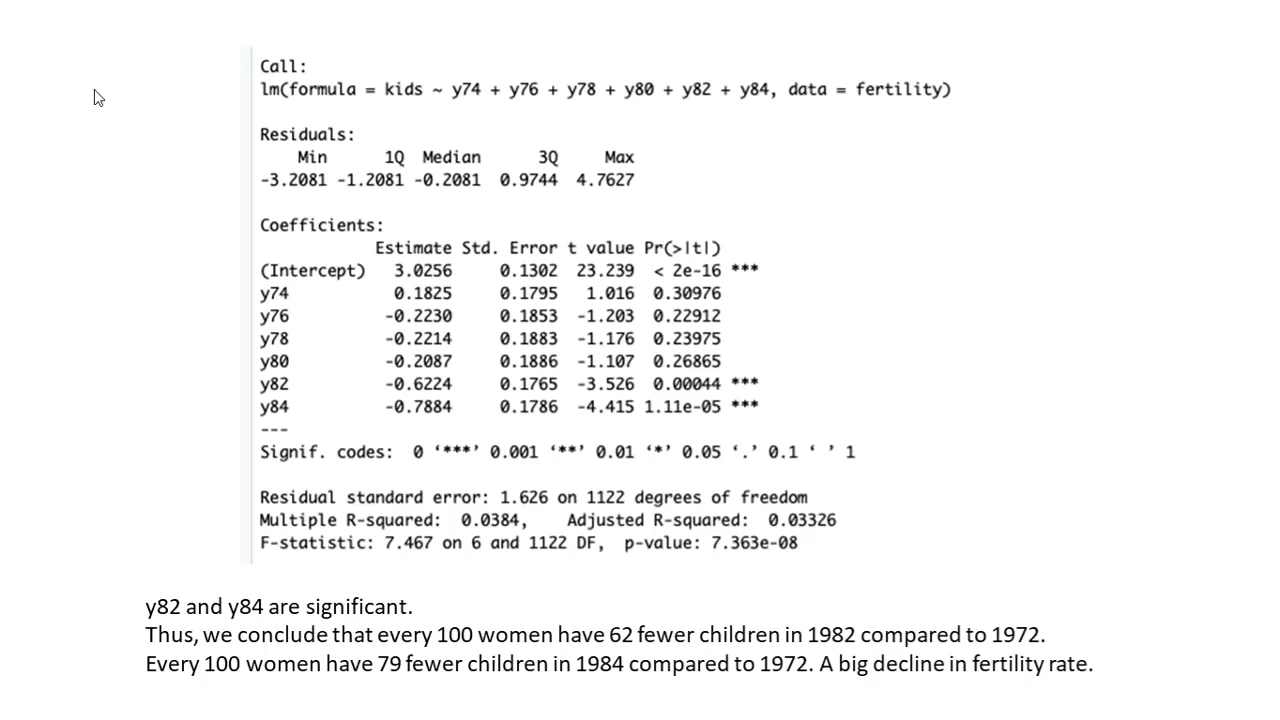 Call:
lm(formula = kids ~ y74 + y76 + y78 + y80 + y82 + y84, data = fertility)
Residuals:
Min 1Q Median 3Q Max
-3.2081 -1.2081 -0.2081 0.9744 4.7627
Coefficients:
Estimate Std. Error t value Pr(>|t|)
(Intercept) 3.0256 0.1302 23.239 < 2e-16 ***
y74 0.1825 0.1795 1.016 0.30976
y76 -0.2230 0.1853 -1.203 0.22912
y78 -0.2214 0.1883 -1.176 0.23975
y80 -0.2087 0.1886 -1.107 0.26865
y82 -0.6224 0.1765 -3.526 0.00044 ***
y84 -0.7884 0.1786 -4.415 1.11e-05 ***
---
Signif. codes: 0 ‘***’ 0.001 ‘**’ 0.01 ‘*’ 0.05 ‘.’ 0.1 ‘ ’ 1
Residual standard error: 1.626 on 1122 degrees of freedom
Multiple R-squared: 0.0384, Adjusted R-squared: 0.03326
F-statistic: 7.467 on 6 and 1122 DF, p-value: 7.363e-08
y82 and y84 are significant.
Thus, we conclude that every 100 women have 62 fewer children in 1982 compared to 1972.
Every 100 women have 79 fewer children in 1984 compared to 1972. A big decline in fertility rate.